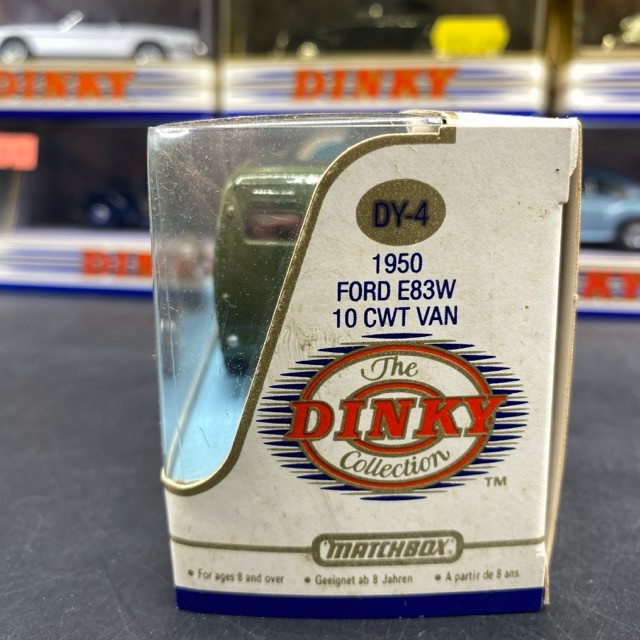 DINKY
DINKY
DY-4
1950
FORD E83W
10 CWT VAN
The
DINKY
Collection
TM
MATCHBOX
• For ages 8 and over • Geeignet ab 8 Jahren • A partir de 8 ans